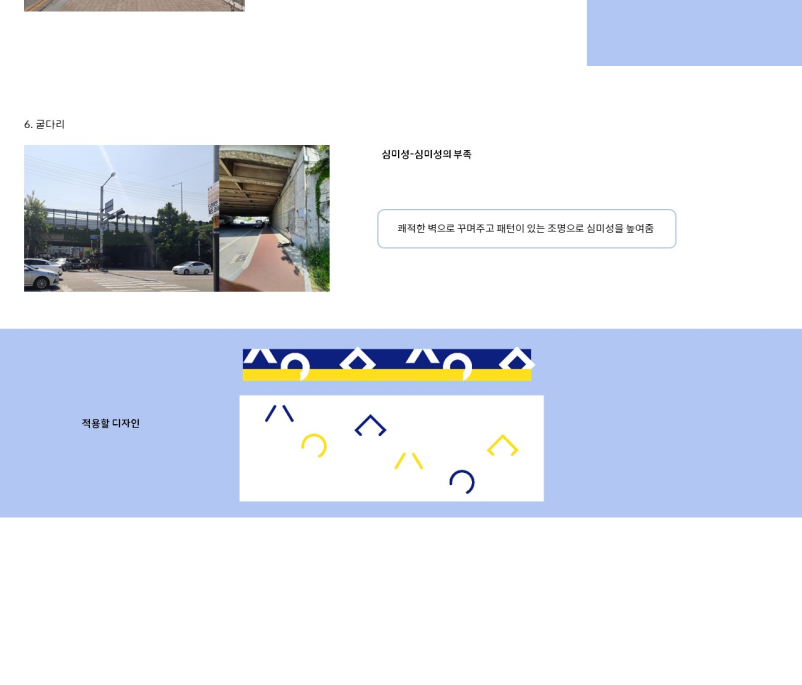 6. 굴다리
심미성-심미성의 부족
쾌적한 벽으로 꾸며주고 패턴이 있는 조명으로 심미성을 높여줌
적용할 디자인